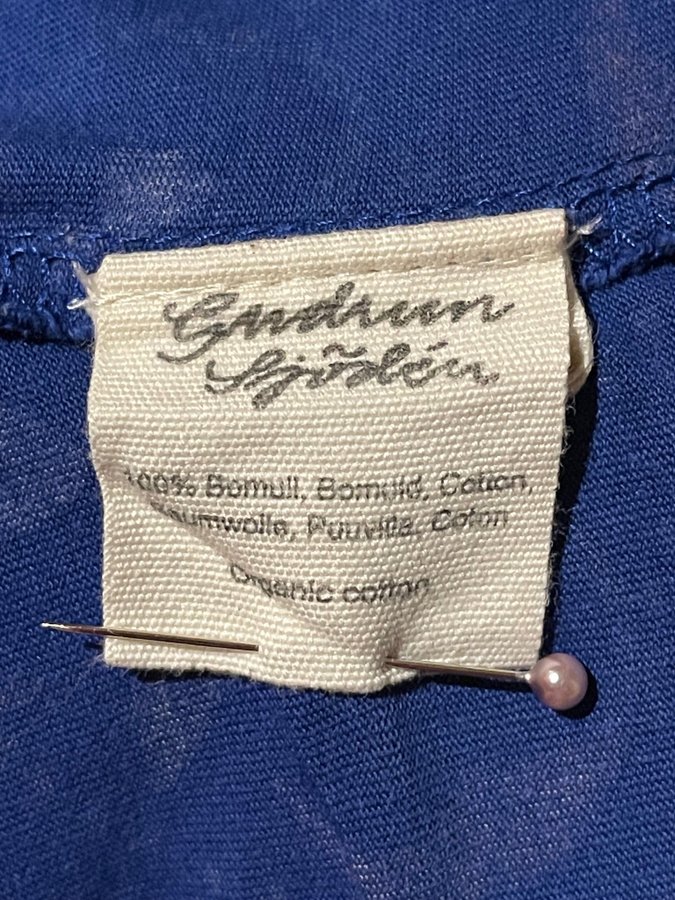 Gudrun
Sjödén
100% Bomull, Bomuld, Cotton,
Baumwolle, Puuvilla, Coton
Organic cotton